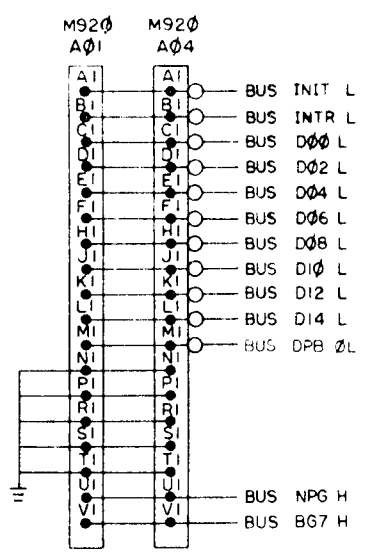 M92Ø M92Ø
AØ1 AØ4
A1 A1 BUS INIT L
B1 B1 BUS INTR L
C1 C1 BUS DØØ L
D1 D1 BUS DØ2 L
E1 E1 BUS DØ4 L
F1 F1 BUS DØ6 L
H1 H1 BUS DØ8 L
J1 J1 BUS D1Ø L
K1 K1 BUS D12 L
L1 L1 BUS D14 L
M1 M1 BUS DPB ØL
N1 N1
P1 P1
R1 R1
S1 S1
T1 T1
U1 U1 BUS NPG H
V1 V1 BUS BG7 H